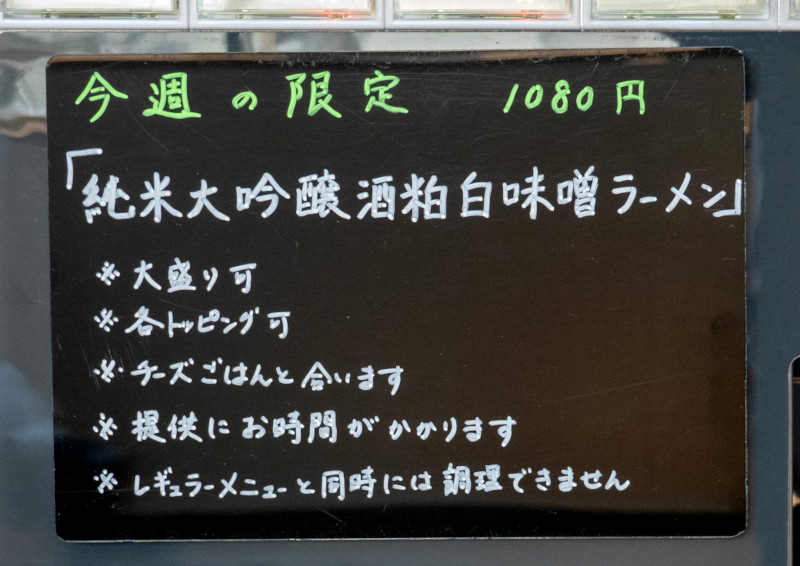 今週の限定 1080円
「純米大吟醸酒粕白味噌ラーメン」
※大盛り可
※各トッピング可
※チーズごはんと合います
※提供にお時間がかかります
※レギュラーメニューと同時には調理できません